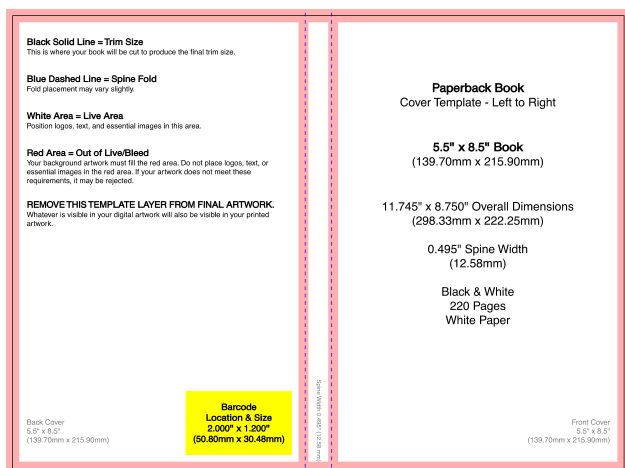 Black Solid Line = Trim Size
This is where your book will be cut to produce the final trim size.
Blue Dashed Line = Spine Fold
Fold placement may vary slightly.
White Area = Live Area
Position logos, text, and essential images in this area.
Red Area = Out of Live/Bleed
Your background artwork must fill the red area. Do not place logos, text, or
essential images in the red area. If your artwork does not meet these
requirements, it may be rejected.
REMOVE THIS TEMPLATE LAYER FROM FINAL ARTWORK.
Whatever is visible in your digital artwork will also be visible in your printed
artwork.
Back Cover
5.5" x 8.5"
(139.70mm x 215.90mm)
Barcode
Location & Size
2.000" x 1.200"
(50.80mm x 30.48mm)
Spine Width 0.495" (12.58 mm)
Paperback Book
Cover Template - Left to Right
5.5" x 8.5" Book
(139.70mm x 215.90mm)
11.745" x 8.750" Overall Dimensions
(298.33mm x 222.25mm)
0.495" Spine Width
(12.58mm)
Black & White
220 Pages
White Paper
Front Cover
5.5" x 8.5"
(139.70mm x 215.90mm)